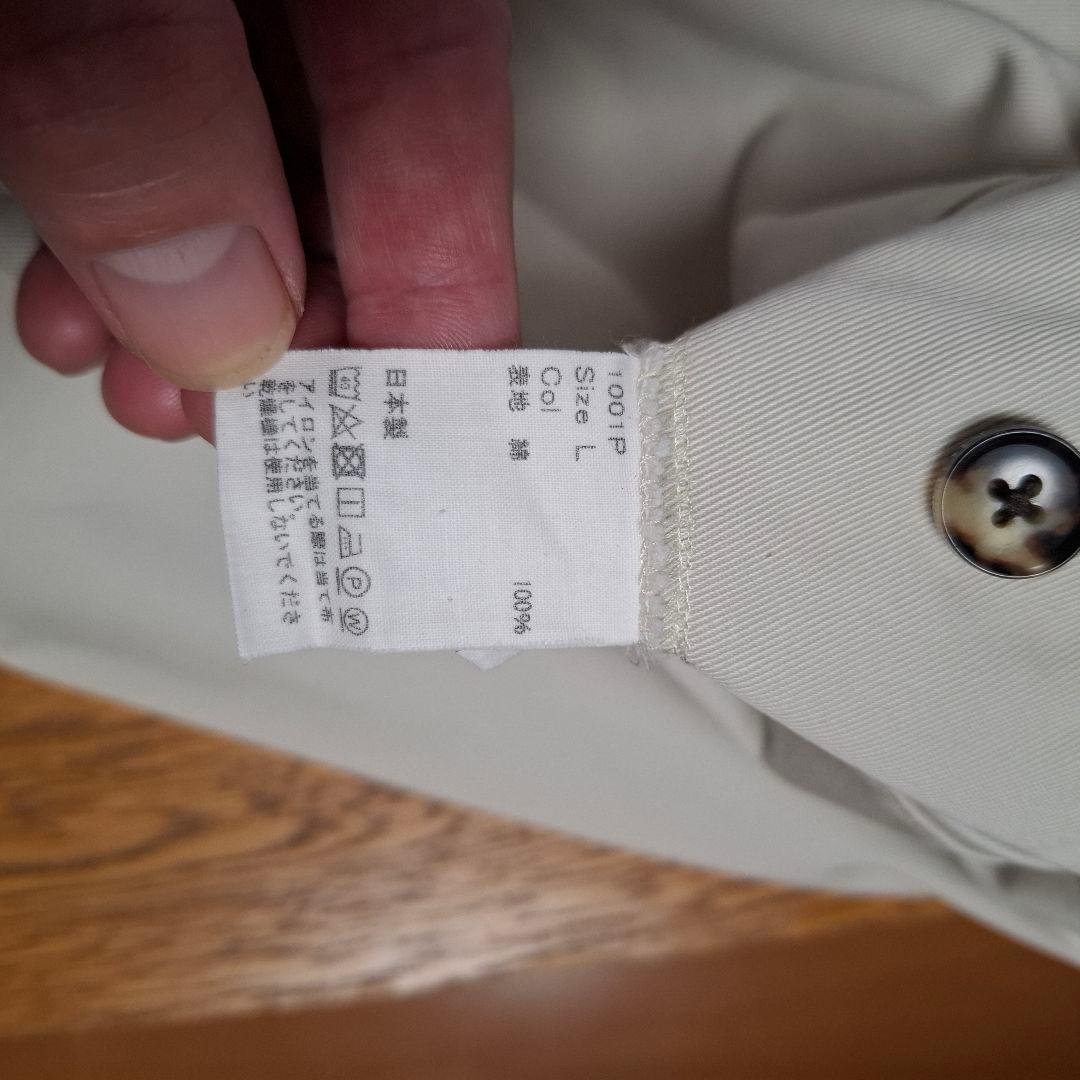 1001P
Size L
Col
表地 綿 100%
日本製
40 P W
アイロンを当てる際は当て布
をしてください。
乾燥機は使用しないでくださ
い